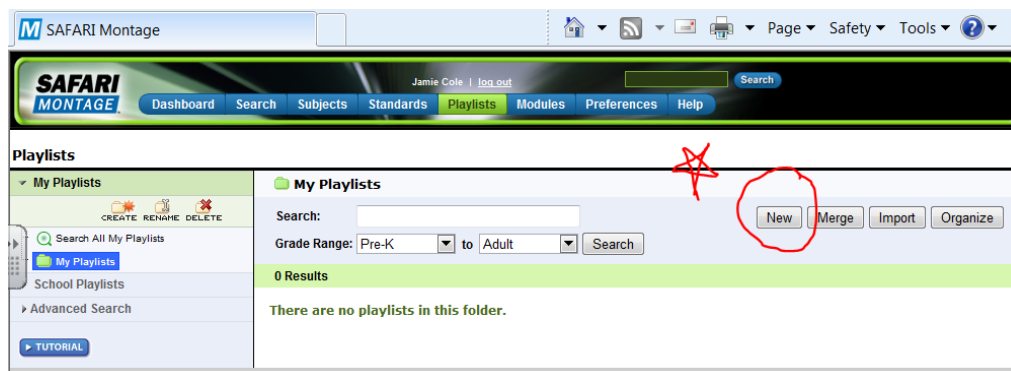 M SAFARI Montage
Page Safety Tools ?
SAFARI
MONTAGE
Jamie Cole | log out
Search
Dashboard Search Subjects Standards Playlists Modules Preferences Help
Playlists
My Playlists
CREATE RENAME DELETE
Search All My Playlists
My Playlists
School Playlists
Advanced Search
TUTORIAL
My Playlists
Search:
New Merge Import Organize
Grade Range: Pre-K to Adult Search
0 Results
There are no playlists in this folder.